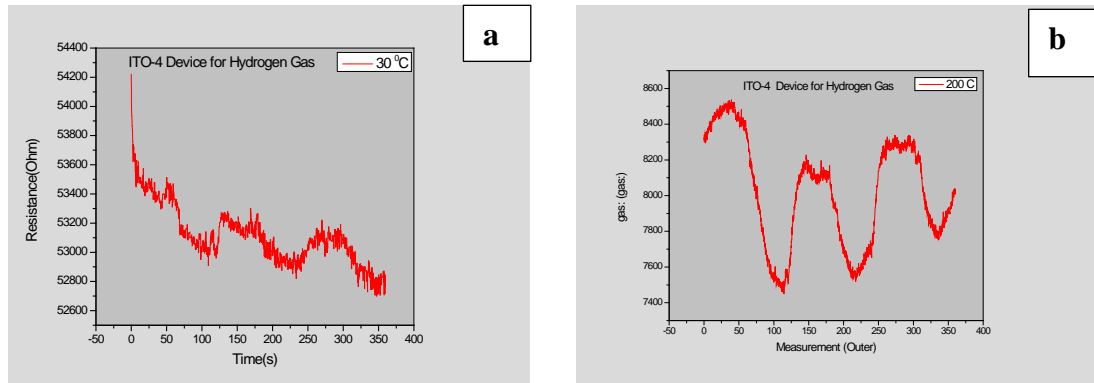 a
ITO-4 Device for Hydrogen Gas
30 ⁰C
54400
54200
54000
53800
53600
53400
53200
53000
52800
52600
Resistance(Ohm)
-50 0 50 100 150 200 250 300 350 400
Time(s)
b
ITO-4 Device for Hydrogen Gas
200 C
8600
8400
8200
8000
7800
7600
7400
gas: (gas:)
-50 0 50 100 150 200 250 300 350 400
Measurement (Outer)